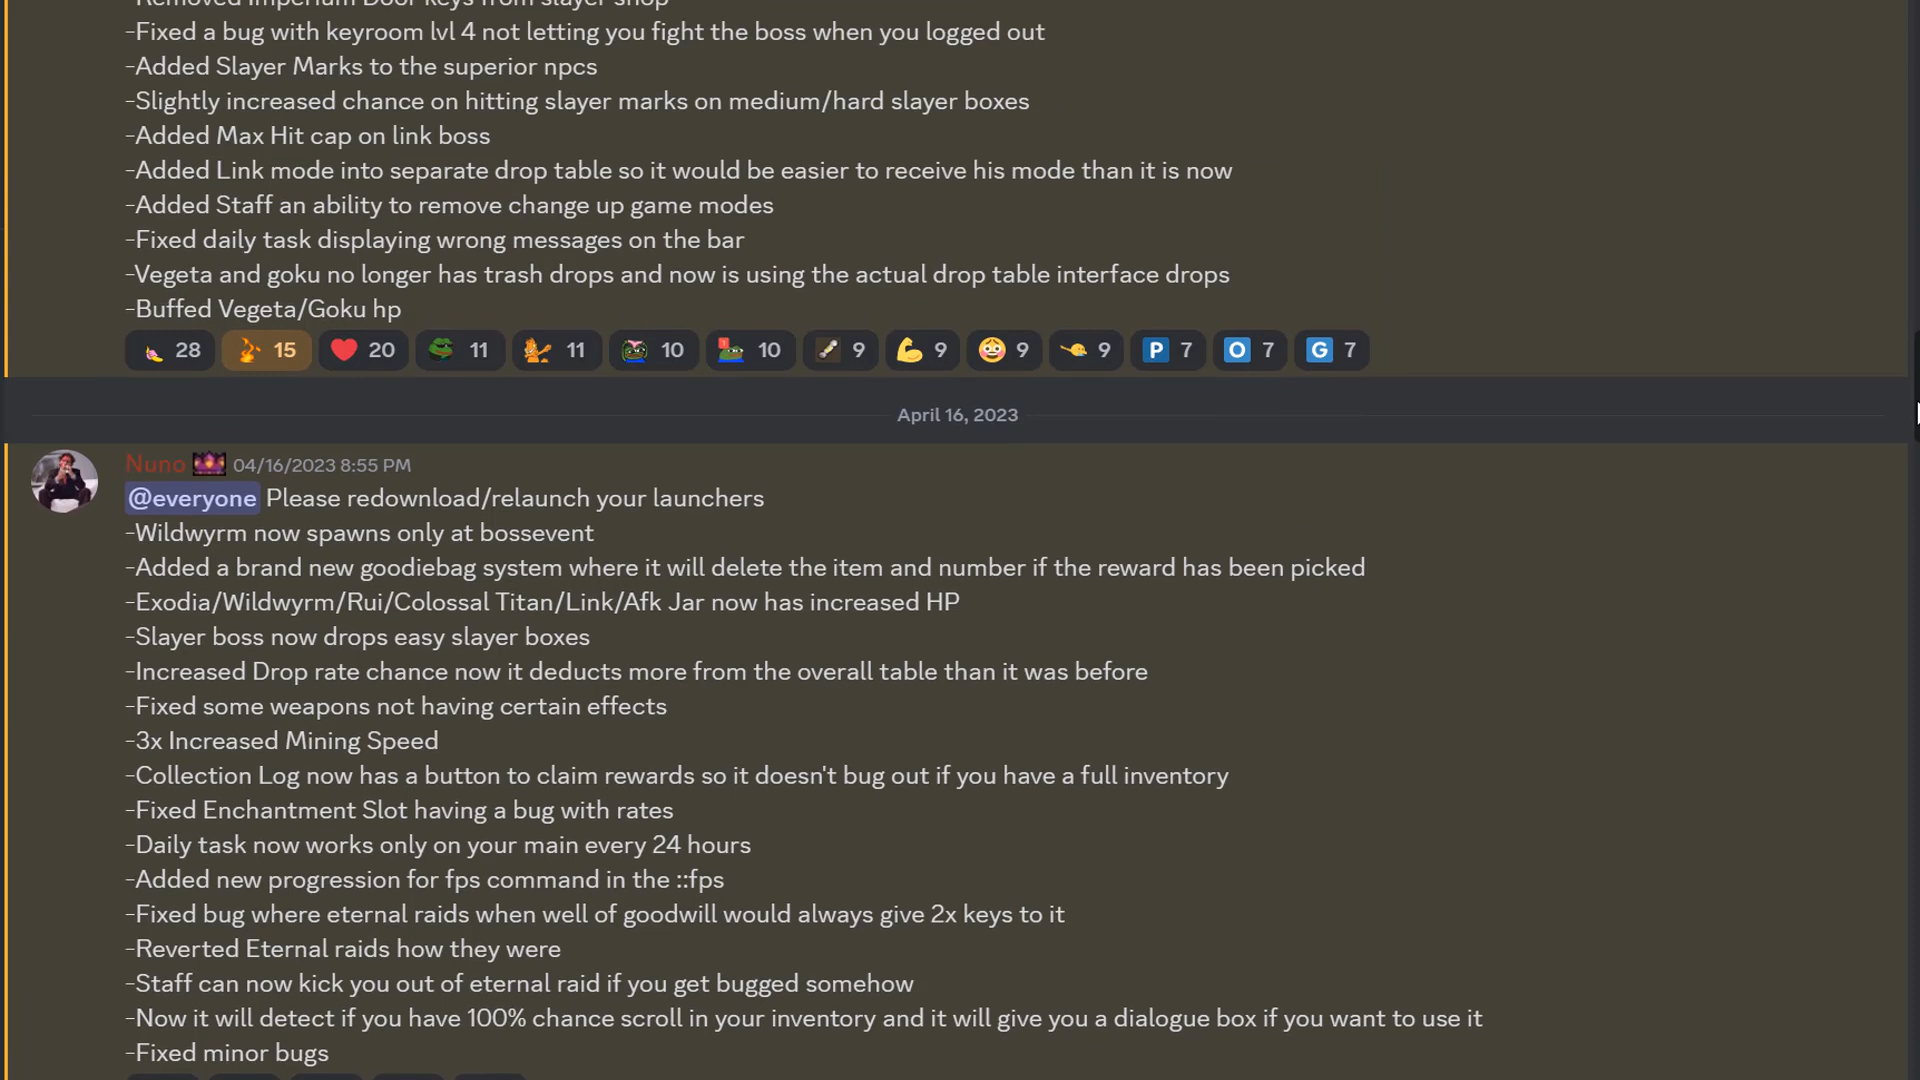 -Removed Imperium Door keys from slayer shop
-Fixed a bug with keyroom lvl 4 not letting you fight the boss when you logged out
-Added Slayer Marks to the superior npcs
-Slightly increased chance on hitting slayer marks on medium/hard slayer boxes
-Added Max Hit cap on link boss
-Added Link mode into separate drop table so it would be easier to receive his mode than it is now
-Added Staff an ability to remove change up game modes
-Fixed daily task displaying wrong messages on the bar
-Vegeta and goku no longer has trash drops and now is using the actual drop table interface drops
-Buffed Vegeta/Goku hp
28 15 20 11 11 10 10 9 9 9 9 P 7 O 7 G 7
April 16, 2023
Nuno 04/16/2023 8:55 PM
@everyone Please redownload/relaunch your launchers
-Wildwyrm now spawns only at bossevent
-Added a brand new goodiebag system where it will delete the item and number if the reward has been picked
-Exodia/Wildwyrm/Rui/Colossal Titan/Link/Afk Jar now has increased HP
-Slayer boss now drops easy slayer boxes
-Increased Drop rate chance now it deducts more from the overall table than it was before
-Fixed some weapons not having certain effects
-3x Increased Mining Speed
-Collection Log now has a button to claim rewards so it doesn't bug out if you have a full inventory
-Fixed Enchantment Slot having a bug with rates
-Daily task now works only on your main every 24 hours
-Added new progression for fps command in the ::fps
-Fixed bug where eternal raids when well of goodwill would always give 2x keys to it
-Reverted Eternal raids how they were
-Staff can now kick you out of eternal raid if you get bugged somehow
-Now it will detect if you have 100% chance scroll in your inventory and it will give you a dialogue box if you want to use it
-Fixed minor bugs